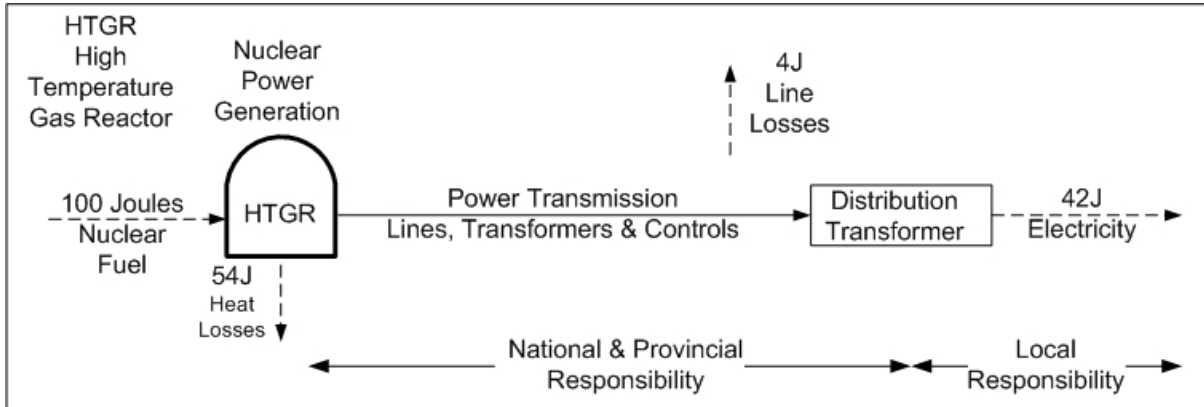 HTGR
High
Temperature
Gas Reactor
Nuclear
Power
Generation
4J
Line
Losses
100 Joules
Nuclear
Fuel
HTGR
Power Transmission
Lines, Transformers & Controls
Distribution
Transformer
42J
Electricity
54J
Heat
Losses
National & Provincial
Responsibility
Local
Responsibility